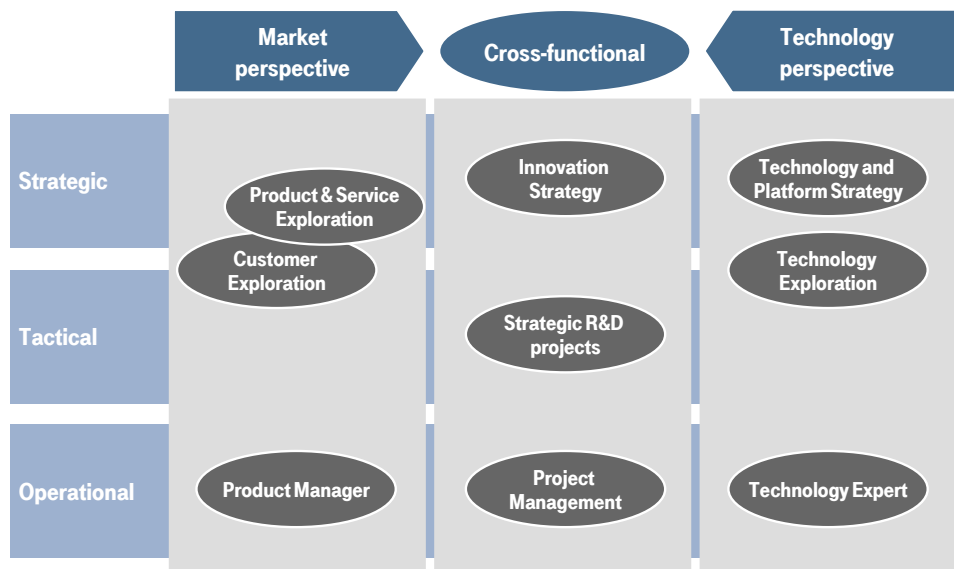 Market
perspective
Cross-functional
Technology
perspective
Strategic
Product & Service
Exploration
Innovation
Strategy
Technology and
Platform Strategy
Customer
Exploration
Technology
Exploration
Tactical
Strategic R&D
projects
Operational
Product Manager
Project
Management
Technology Expert